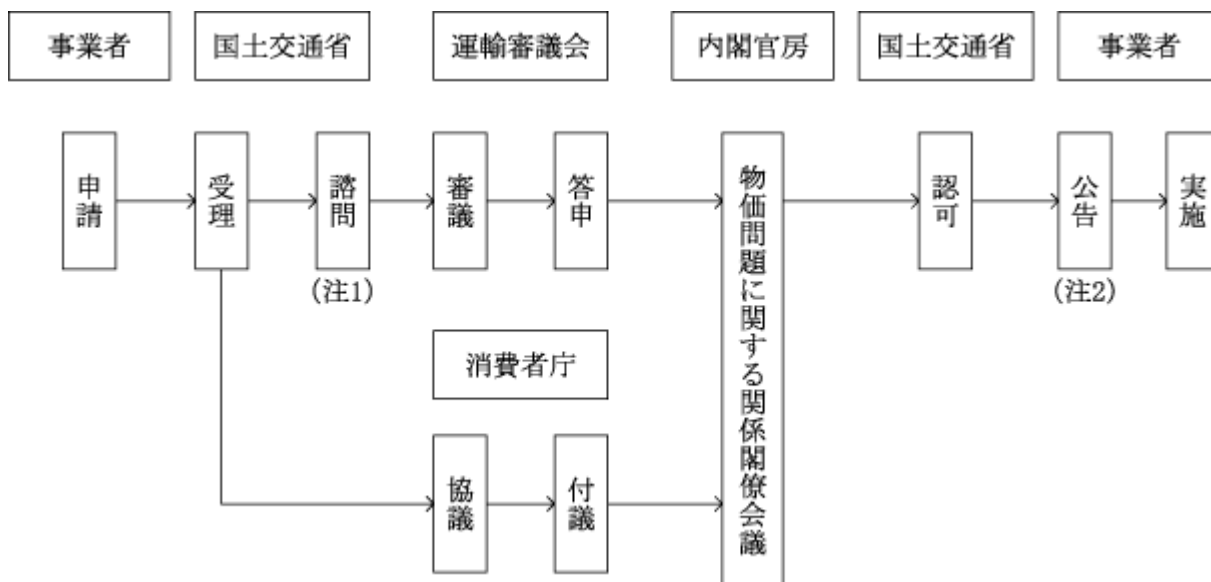 事業者
国土交通省
運輸審議会
内閣官房
国土交通省
事業者
申請
受理
諮問
審議
答申
物価問題に関する関係閣僚会議
認可
公告
実施
(注1)
(注2)
消費者庁
協議
付議